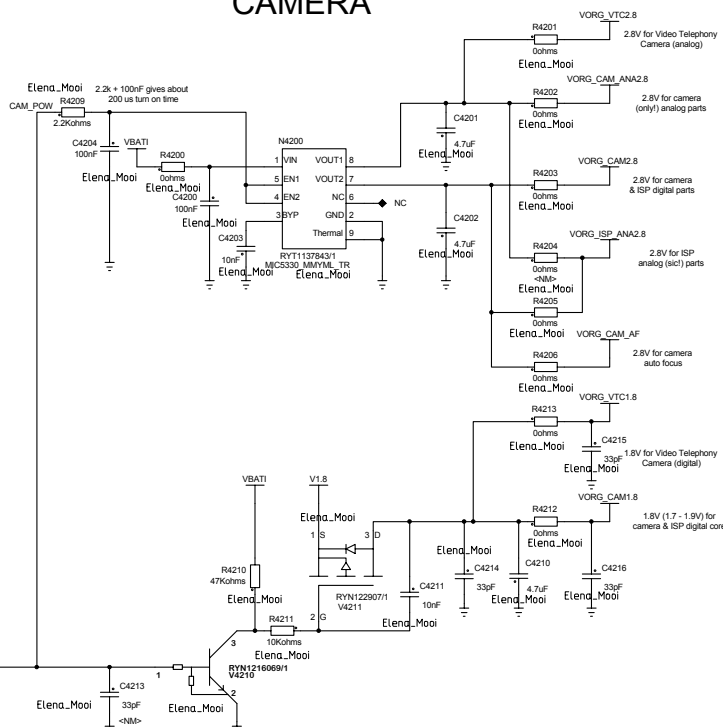 CAMERA
R4201
0ohms
Elena_Mooi
VORG_VTC2.8
2.8V for Video Telephony
Camera (analog)
Elena_Mooi
CAM_POW
R4209
2.2Kohms
2.2k + 100nF gives about
200 us turn on time
VORG_CAM_ANA2.8
R4202
0ohms
Elena_Mooi
2.8V for camera
(only!) analog parts
C4204
100nF
Elena_Mooi
VBATI
R4200
0ohms
Elena_Mooi
C4200
100nF
Elena_Mooi
N4200
1 VIN
VOUT1 8
5 EN1
VOUT2 7
4 EN2
NC 6
NC
3 BYP
GND 2
Thermal 9
RYT1137843/1
MIC5330_MMYML_TR
Elena_Mooi
C4203
10nF
Elena_Mooi
C4201
4.7uF
Elena_Mooi
C4202
4.7uF
Elena_Mooi
VORG_CAM2.8
R4203
0ohms
Elena_Mooi
2.8V for camera
& ISP digital parts
VORG_ISP_ANA2.8
R4204
0ohms
<NM>
Elena_Mooi
2.8V for ISP
analog (sic!) parts
R4205
0ohms
Elena_Mooi
VORG_CAM_AF
R4206
0ohms
Elena_Mooi
2.8V for camera
auto focus
VORG_VTC1.8
R4213
0ohms
Elena_Mooi
C4215
33pF
Elena_Mooi
1.8V for Video Telephony
Camera (digital)
VBATI
V1.8
Elena_Mooi
1 S
3 D
2 G
RYN122907/1
V4211
R4210
47Kohms
Elena_Mooi
R4211
10Kohms
Elena_Mooi
C4211
10nF
Elena_Mooi
Elena_Mooi
C4214
33pF
C4210
4.7uF
Elena_Mooi
VORG_CAM1.8
R4212
0ohms
Elena_Mooi
C4216
33pF
Elena_Mooi
1.8V (1.7 - 1.9V) for
camera & ISP digital core
3
1
2
RYN1216069/1
V4210
Elena_Mooi
C4213
33pF
<NM>
Elena_Mooi